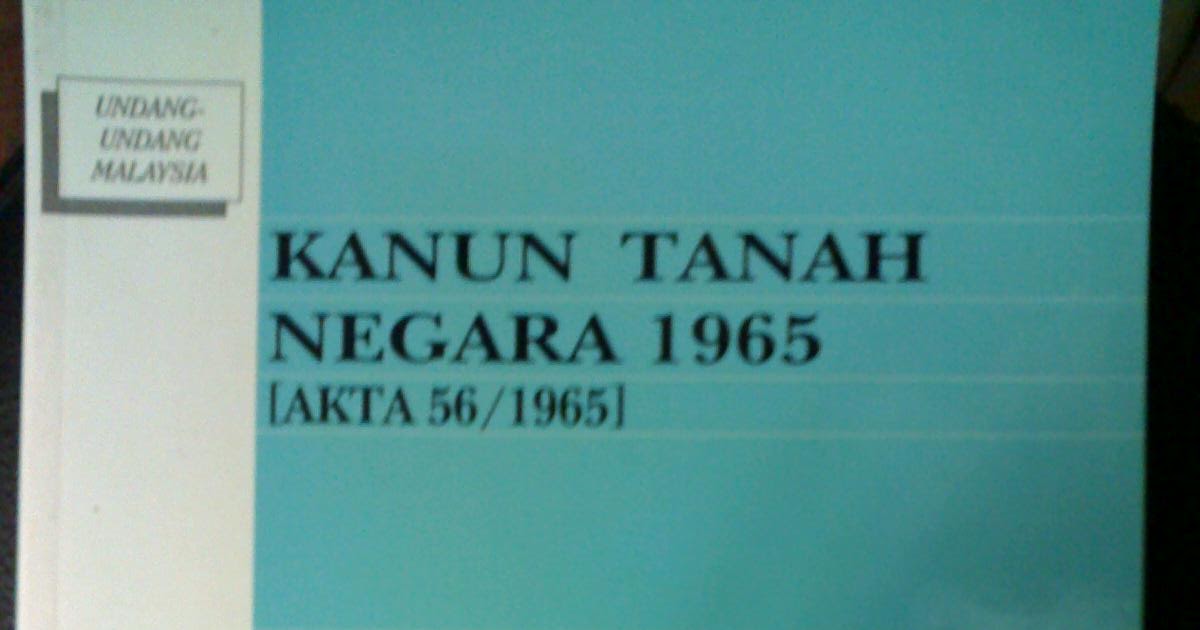 UNDANG-
UNDANG
MALAYSIA
KANUN TANAH
NEGARA 1965
[AKTA 56/1965]